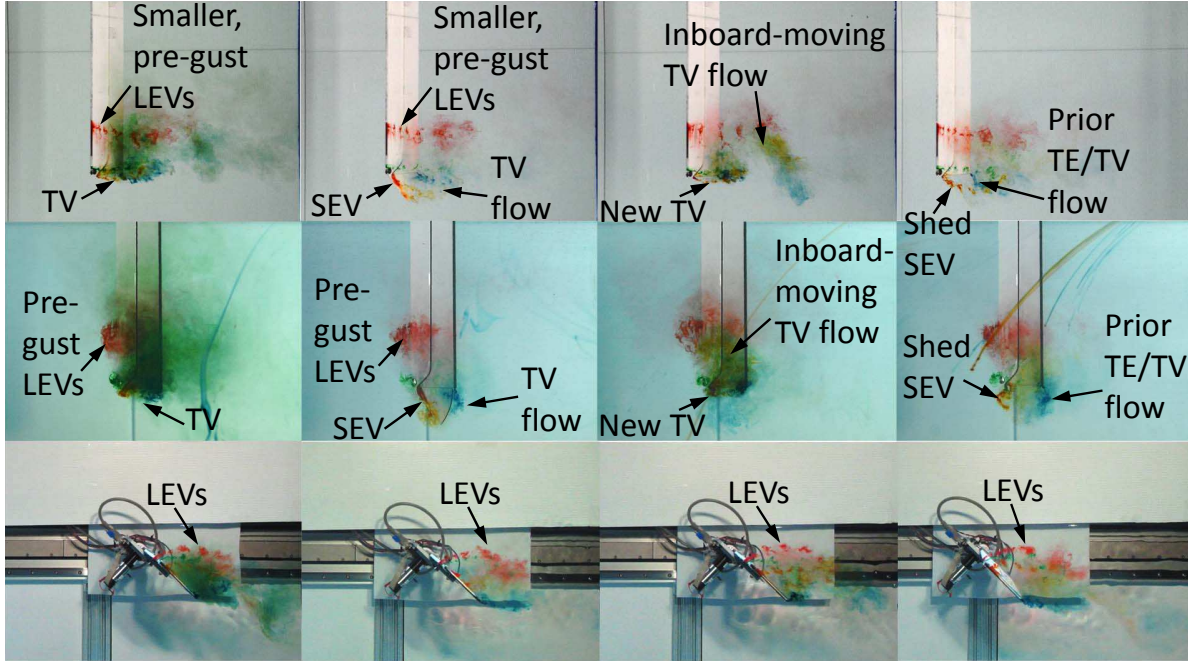 Smaller,
pre-gust
LEVs
TV
Smaller,
pre-gust
LEVs
SEV
TV
flow
Inboard-moving
TV flow
New TV
Prior
TE/TV
flow
Shed
SEV
Pre-
gust
LEVs
TV
Pre-
gust
LEVs
SEV
TV
flow
Inboard-
moving
TV flow
New TV
Shed
SEV
Prior
TE/TV
flow
LEVs
LEVs
LEVs
LEVs